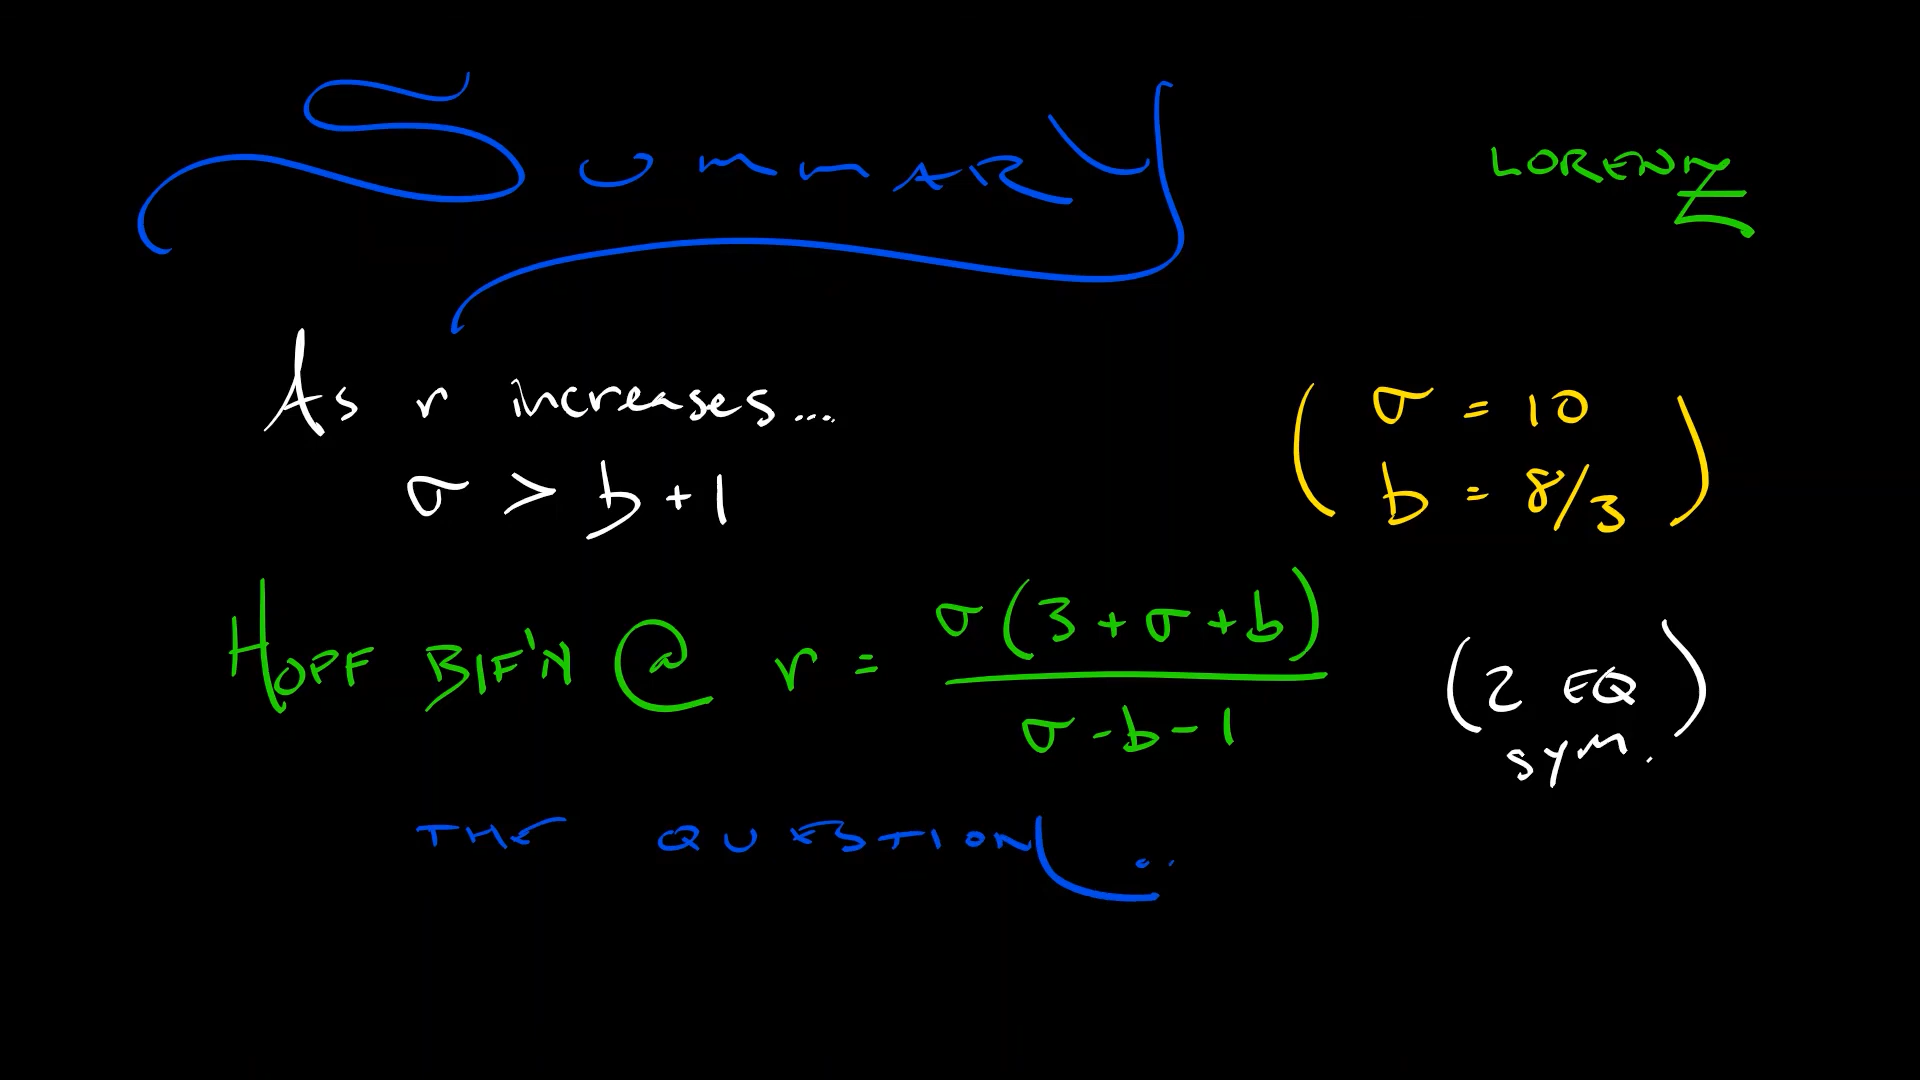 SUMMARY
LORENZ
As r increases...
σ > b+1
( σ = 10
b = 8/3 )
HOPF BIF'N @ r = σ(3+σ+b) / σ-b-1
(2 EQ
SYM.)
THE QUESTION ..